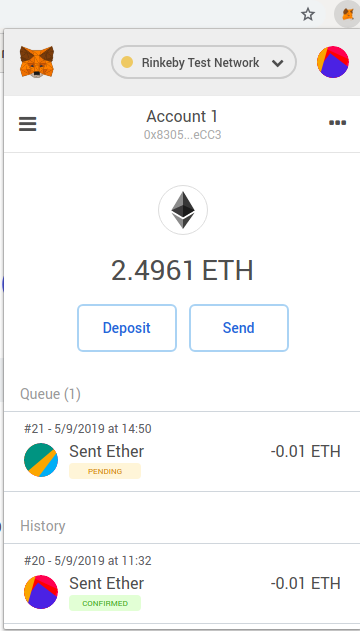 Rinkeby Test Network
Account 1
0x8305...eCC3
2.4961 ETH
Deposit
Send
Queue (1)
#21 - 5/9/2019 at 14:50
Sent Ether
-0.01 ETH
PENDING
History
#20 - 5/9/2019 at 11:32
Sent Ether
-0.01 ETH
CONFIRMED